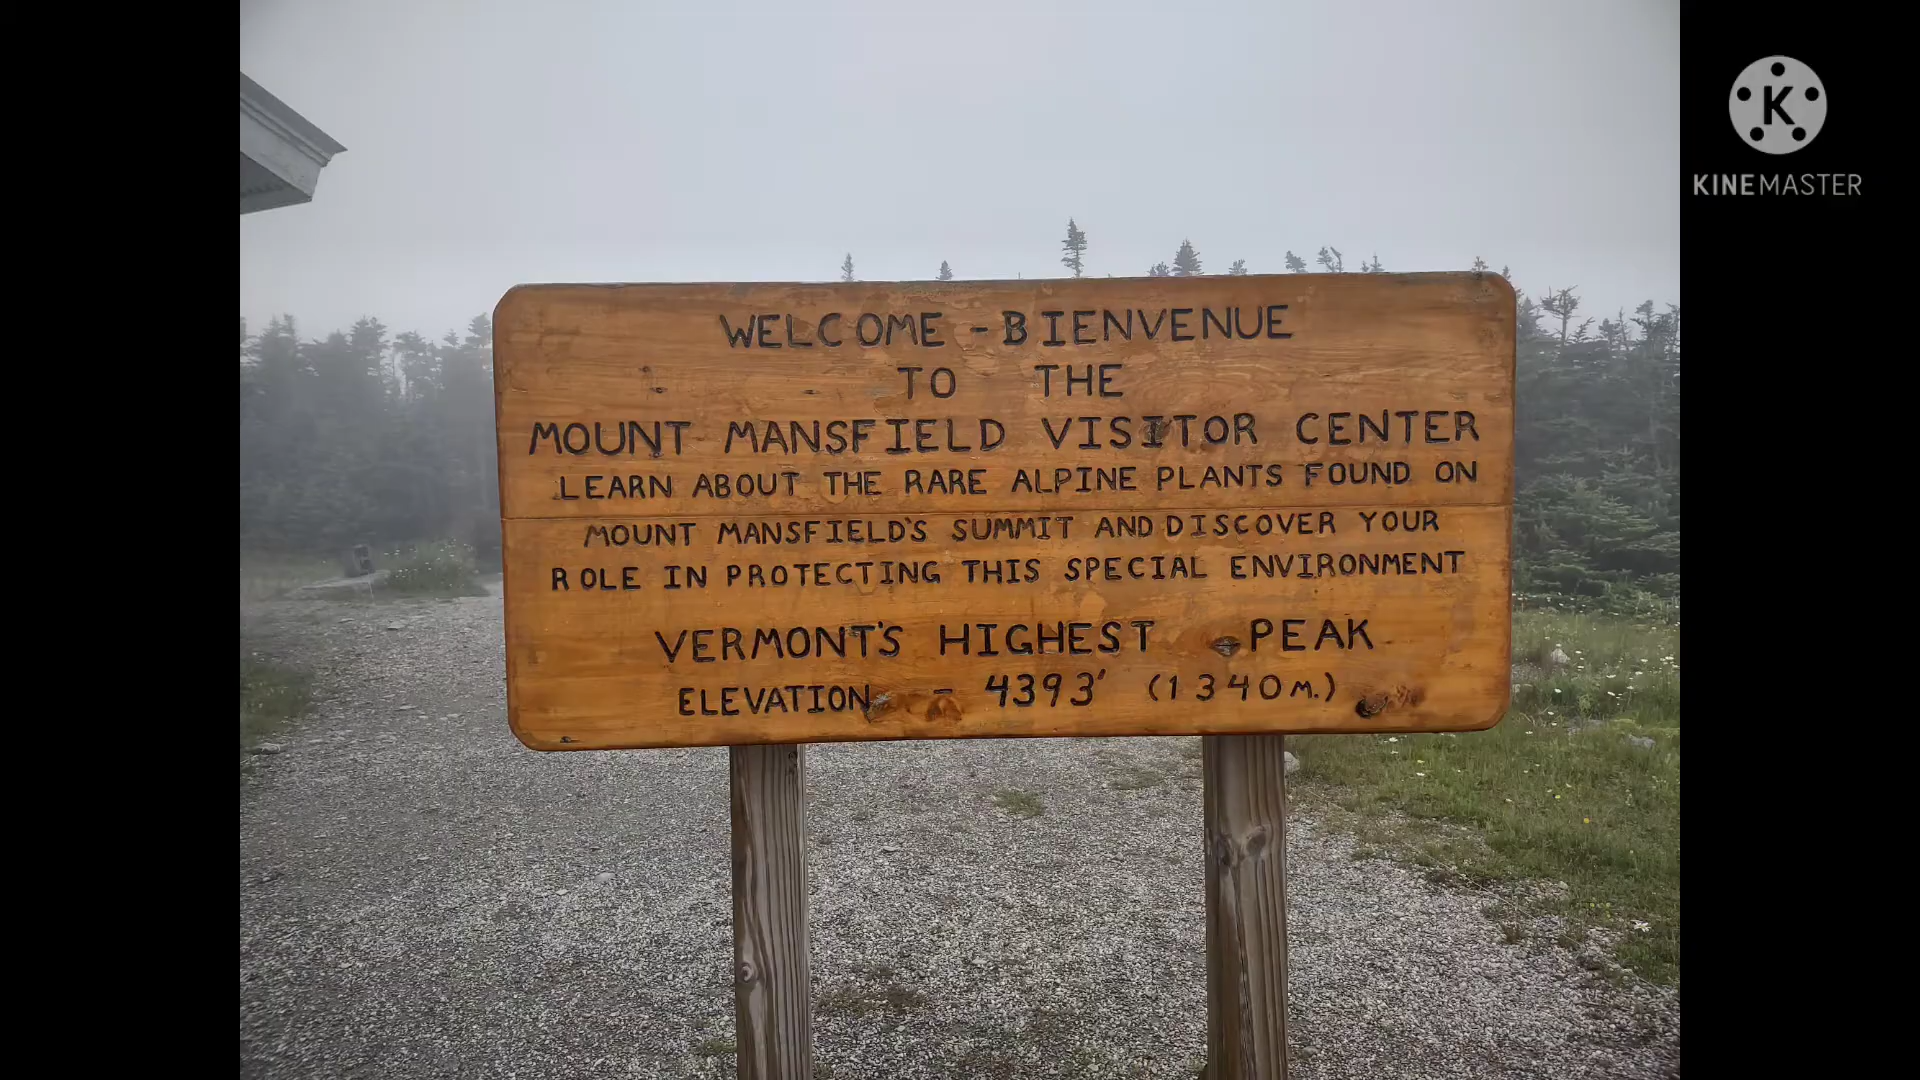 WELCOME - BIENVENUE
TO THE
MOUNT MANSFIELD VISITOR CENTER
LEARN ABOUT THE RARE ALPINE PLANTS FOUND ON
MOUNT MANSFIELD'S SUMMIT AND DISCOVER YOUR
ROLE IN PROTECTING THIS SPECIAL ENVIRONMENT
VERMONT'S HIGHEST PEAK
ELEVATION - 4393' (1340M.)
K
KINEMASTER